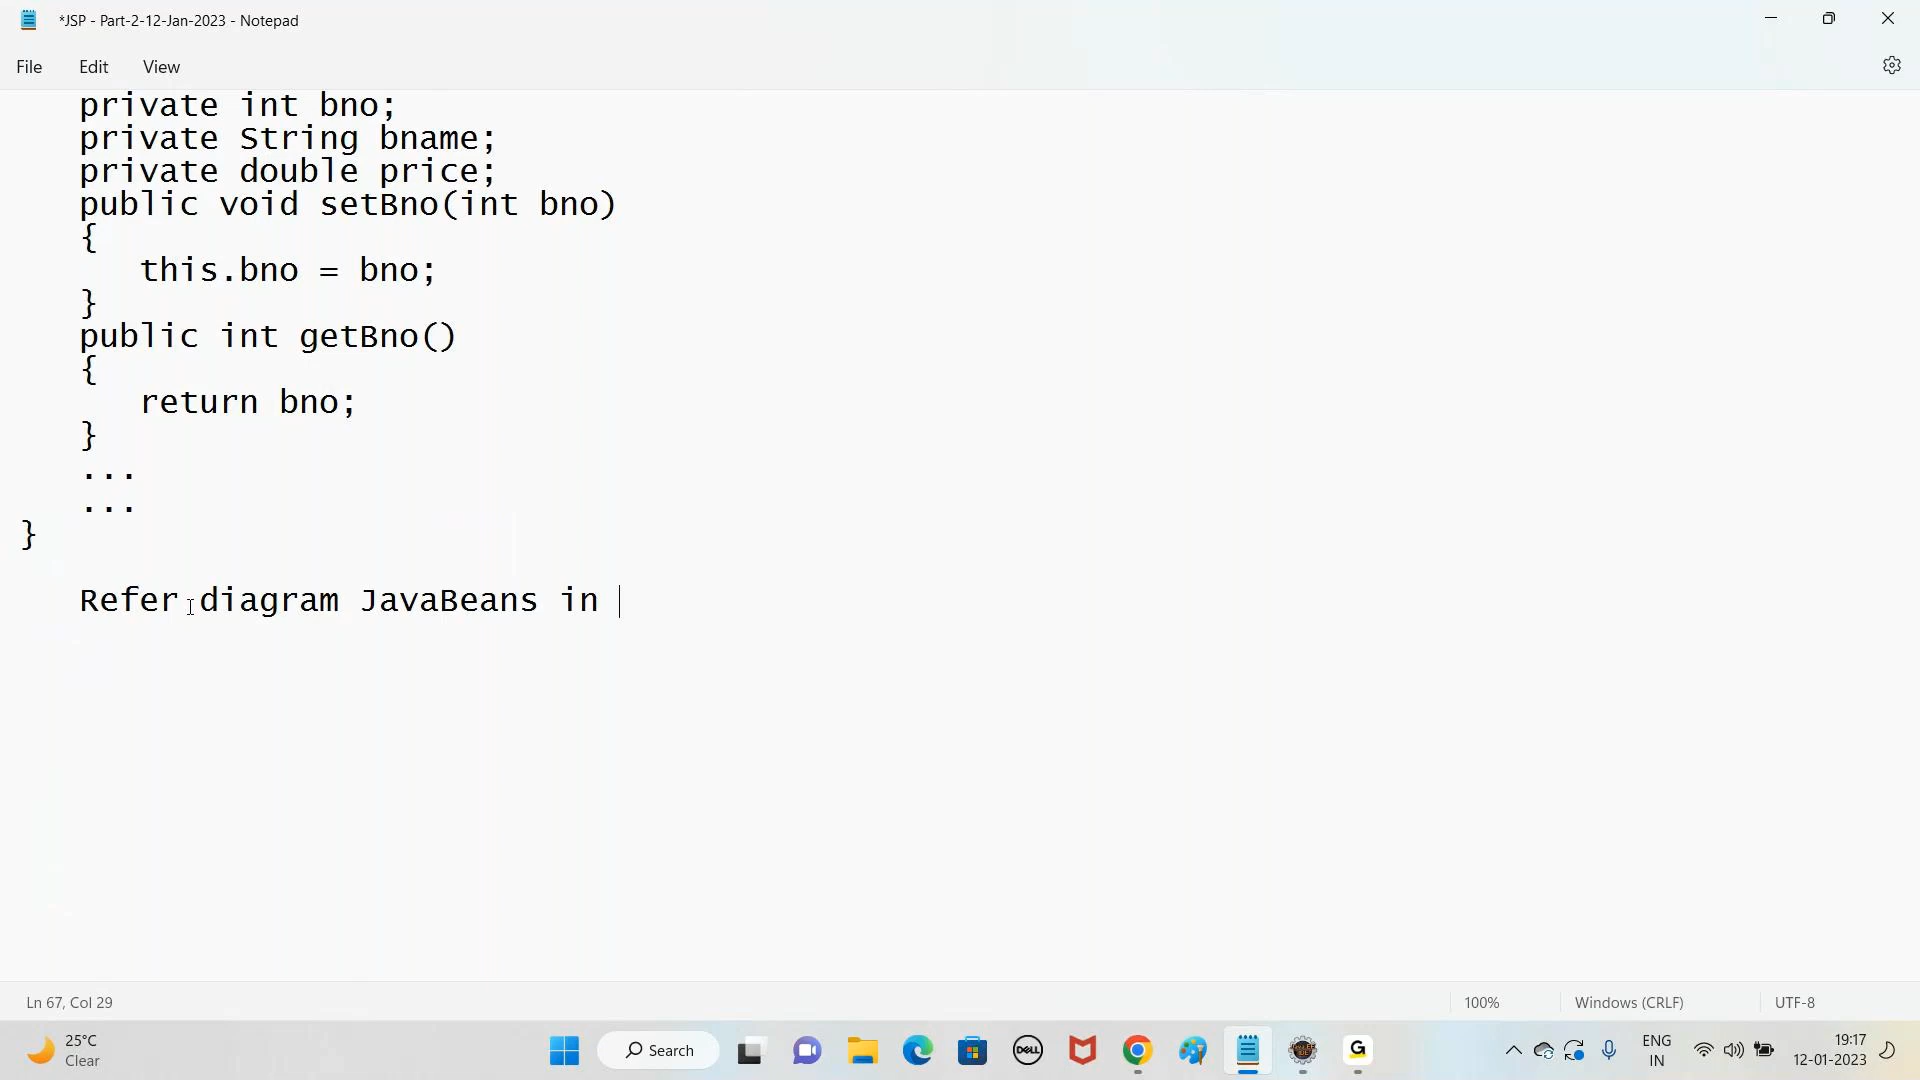 *JSP - Part-2-12-Jan-2023 - Notepad
File Edit View
private int bno;
private String bname;
private double price;
public void setBno(int bno)
{
this.bno = bno;
}
public int getBno()
{
return bno;
}
...
...
}
Refer diagram JavaBeans in
Ln 67, Col 29 100% Windows (CRLF) UTF-8
25°C
Clear
Search
DELL
G
ENG
IN
19:17
12-01-2023